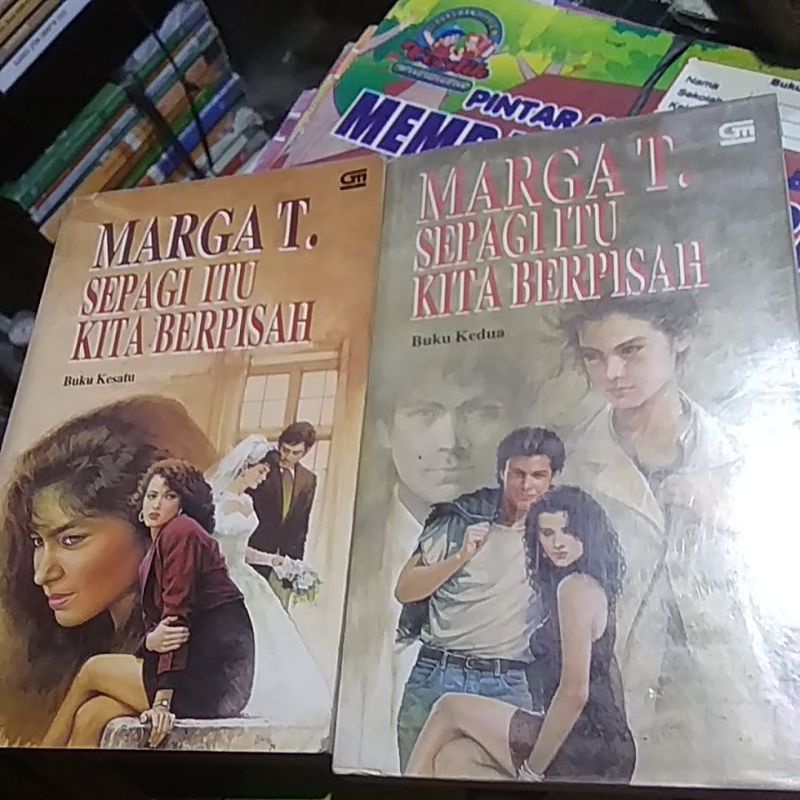 MARGA T.
SEPAGI ITU
KITA BERPISAH
Buku Kesatu
GM
MARGA T.
SEPAGI ITU
KITA BERPISAH
Buku Kedua
GM
PINTAR
Nama
Sekolah
Buku